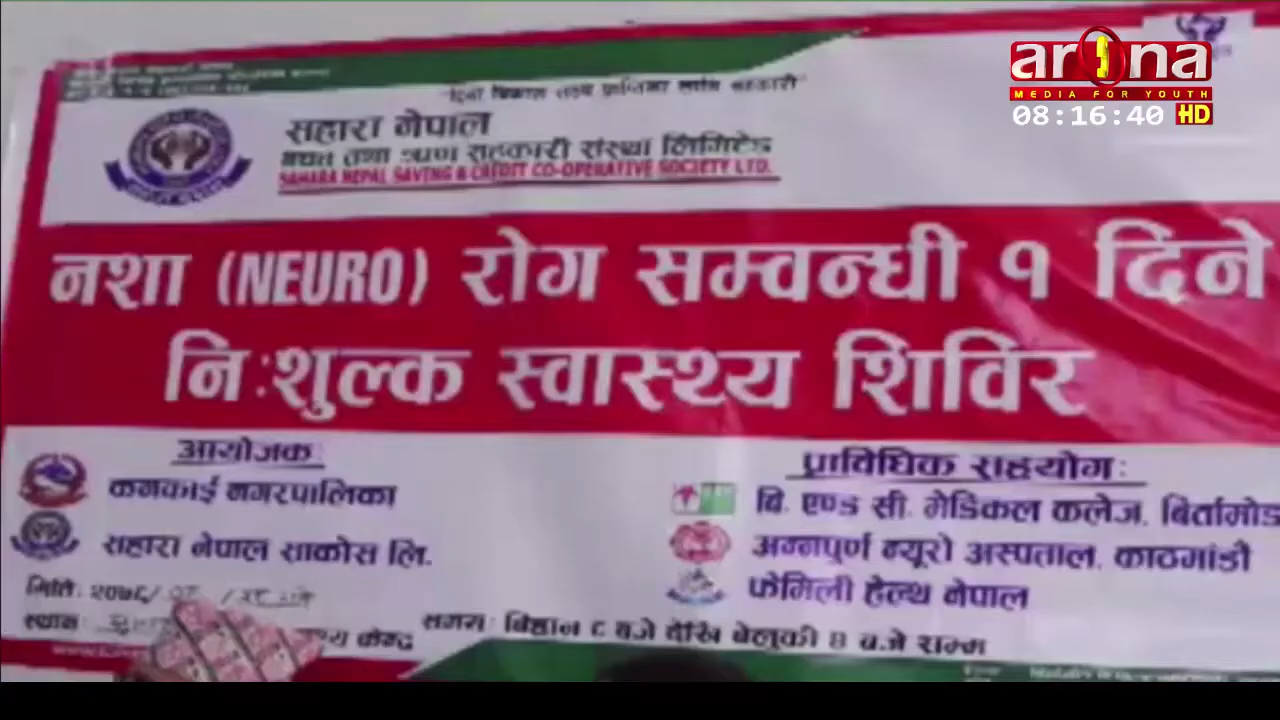 arena
MEDIA FOR YOUTH
08:16:40 HD
सहारा नेपाल
बचत तथा ऋण सहकारी संस्था लिमिटेड
SAHARA NEPAL SAVING & CREDIT CO-OPERATIVE SOCIETY LTD.
नशा (NEURO) रोग सम्वन्धी १ दिने
नि:शुल्क स्वास्थ्य शिविर
आयोजक:
कनकाई नगरपालिका
सहारा नेपाल साकोस लि.
मिति: २०७६/
स्थान:
प्राविधिक सहयोग:
बि. एण्ड सी. मेडिकल कलेज, बिर्तामोड
अन्नपुर्ण न्यूरो अस्पताल, काठमांडौ
फेमिली हेल्थ नेपाल
समय: बिहान ८ बजे देखि बेलुकी ४ बजे सम्म